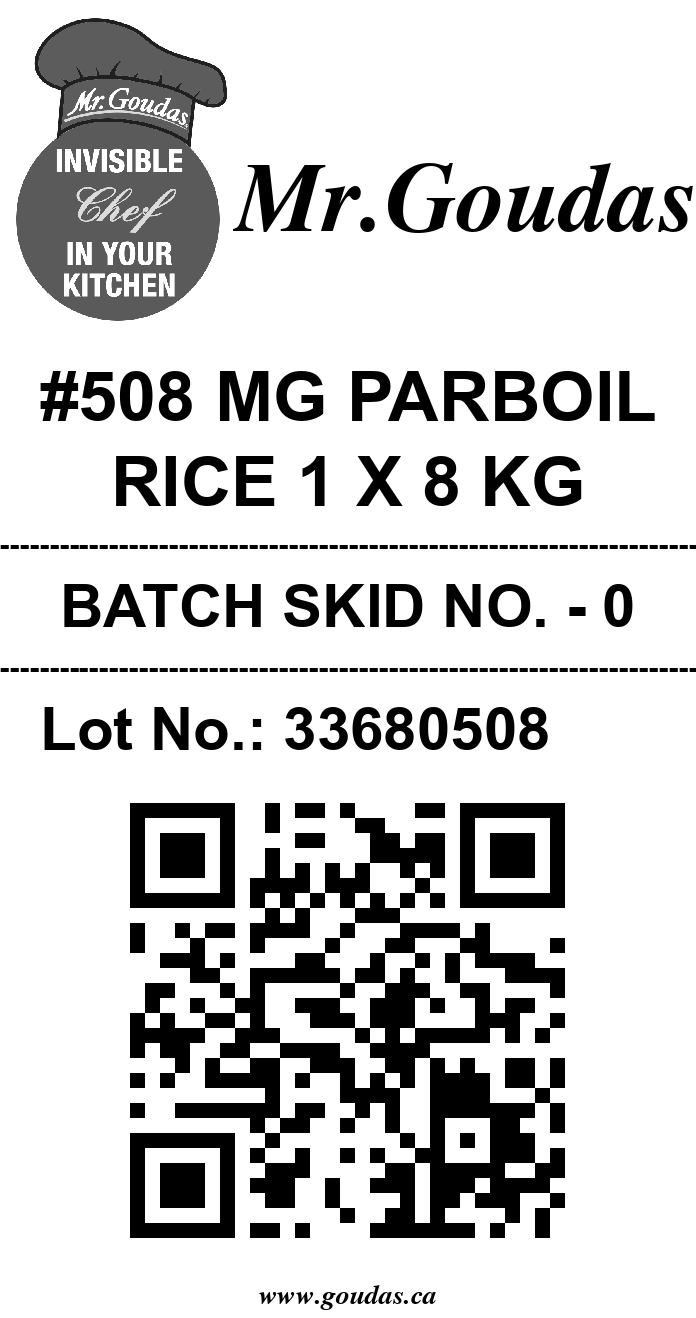 Mr. Goudas
INVISIBLE
Chef
IN YOUR
KITCHEN
Mr.Goudas
#508 MG PARBOIL
RICE 1 X 8 KG
BATCH SKID NO. - 0
Lot No.: 33680508
www.goudas.ca